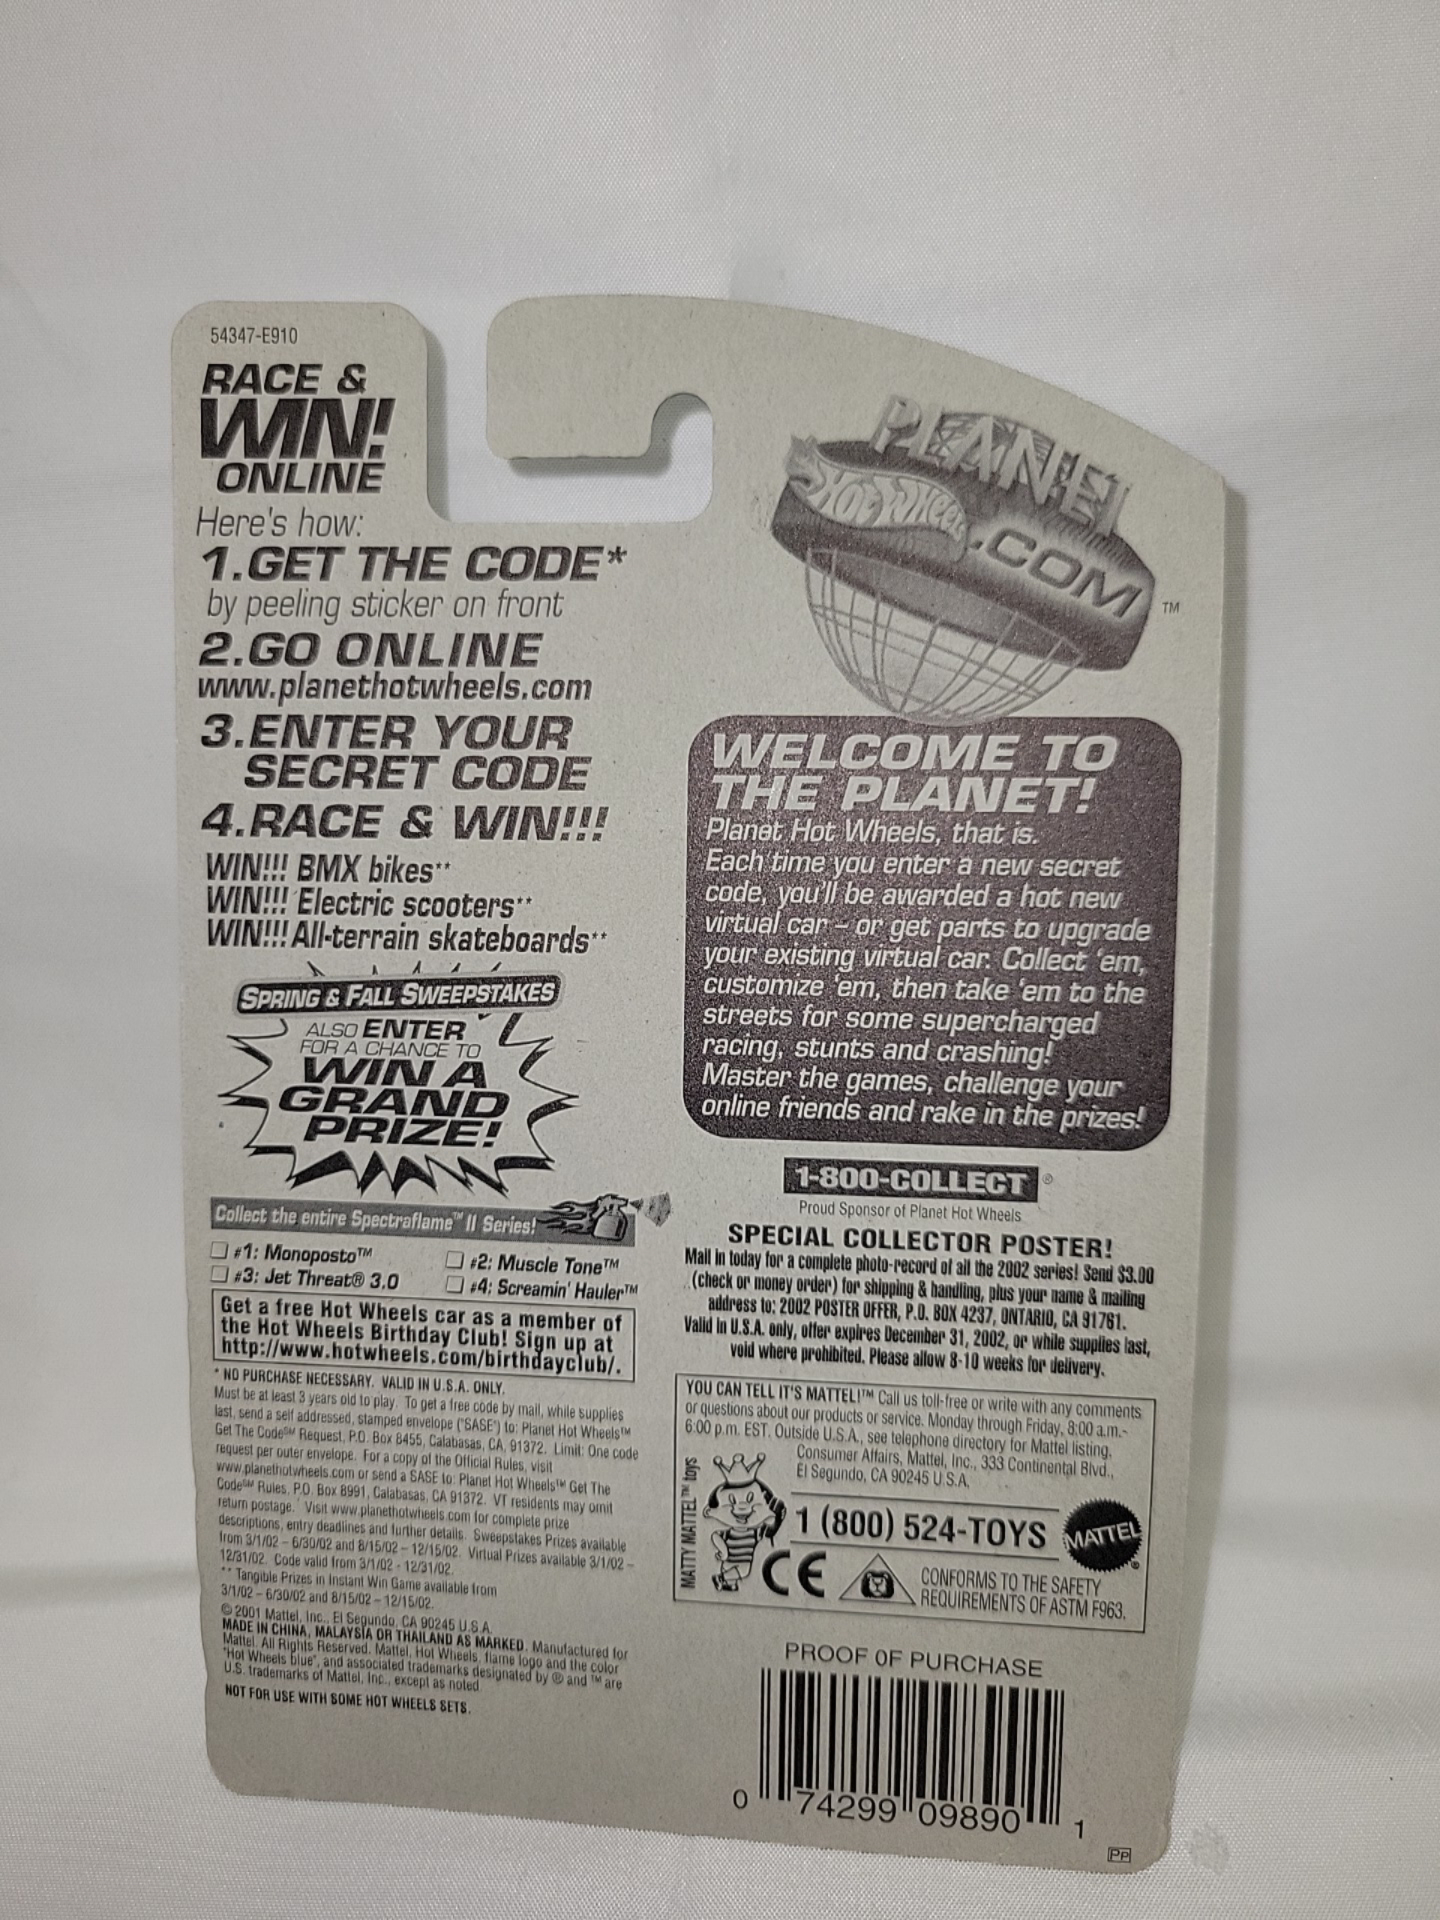 54347-E910
RACE &
WIN!
ONLINE
Here's how:
1.GET THE CODE*
by peeling sticker on front
2.GO ONLINE
www.planethotwheels.com
3.ENTER YOUR
SECRET CODE
4.RACE & WIN!!!
WIN!!! BMX bikes**
WIN!!! Electric scooters**
WIN!!! All-terrain skateboards**
SPRING & FALL SWEEPSTAKES
ALSO ENTER
FOR A CHANCE TO
WIN A
GRAND
PRIZE!
Collect the entire Spectraflame™ II Series!
#1: Monoposto™
#2: Muscle Tone™
#3: Jet Threat® 3.0
#4: Screamin' Hauler™
Get a free Hot Wheels car as a member of
the Hot Wheels Birthday Club! Sign up at
http://www.hotwheels.com/birthdayclub/.
* NO PURCHASE NECESSARY. VALID IN U.S.A. ONLY.
Must be at least 3 years old to play. To get a free code by mail, while supplies
last, send a self addressed, stamped envelope ("SASE") to: Planet Hot Wheels™
Get The Code℠ Request, P.O. Box 8455, Calabasas, CA, 91372. Limit: One code
request per outer envelope. For a copy of the Official Rules, visit
www.planethotwheels.com or send a SASE to: Planet Hot Wheels™ Get The
Code℠ Rules, P.O. Box 8991, Calabasas, CA 91372. VT residents may omit
return postage. Visit www.planethotwheels.com for complete prize
descriptions, entry deadlines and further details. Sweepstakes Prizes available
from 3/1/02 – 6/30/02 and 8/15/02 – 12/15/02. Virtual Prizes available 3/1/02 –
12/31/02. Code valid from 3/1/02 - 12/31/02.
** Tangible Prizes in Instant Win Game available from
3/1/02 – 6/30/02 and 8/15/02 – 12/15/02.
© 2001 Mattel, Inc., El Segundo, CA 90245 U.S.A.
MADE IN CHINA, MALAYSIA OR THAILAND AS MARKED. Manufactured for
Mattel. All Rights Reserved. Mattel, Hot Wheels, flame logo and the color
"Hot Wheels blue", and associated trademarks designated by ® and ™ are
U.S. trademarks of Mattel, Inc., except as noted.
NOT FOR USE WITH SOME HOT WHEELS SETS.
PLANET
Hot Wheels
.COM
TM
WELCOME TO
THE PLANET!
Planet Hot Wheels, that is.
Each time you enter a new secret
code, you'll be awarded a hot new
virtual car – or get parts to upgrade
your existing virtual car. Collect 'em,
customize 'em, then take 'em to the
streets for some supercharged
racing, stunts and crashing!
Master the games, challenge your
online friends and rake in the prizes!
1-800-COLLECT®
Proud Sponsor of Planet Hot Wheels
SPECIAL COLLECTOR POSTER!
Mail in today for a complete photo-record of all the 2002 series! Send $3.00
(check or money order) for shipping & handling, plus your name & mailing
address to: 2002 POSTER OFFER, P.O. BOX 4237, ONTARIO, CA 91761.
Valid in U.S.A. only, offer expires December 31, 2002, or while supplies last,
void where prohibited. Please allow 8-10 weeks for delivery.
YOU CAN TELL IT'S MATTEL!™ Call us toll-free or write with any comments
or questions about our products or service. Monday through Friday, 8:00 a.m.-
6:00 p.m. EST. Outside U.S.A., see telephone directory for Mattel listing.
Consumer Affairs, Mattel, Inc., 333 Continental Blvd.,
El Segundo, CA 90245 U.S.A.
MATTY MATTEL™ toys
1 (800) 524-TOYS
MATTEL®
CE
CONFORMS TO THE SAFETY
REQUIREMENTS OF ASTM F963.
PROOF OF PURCHASE
0 74299 09890 1
PP